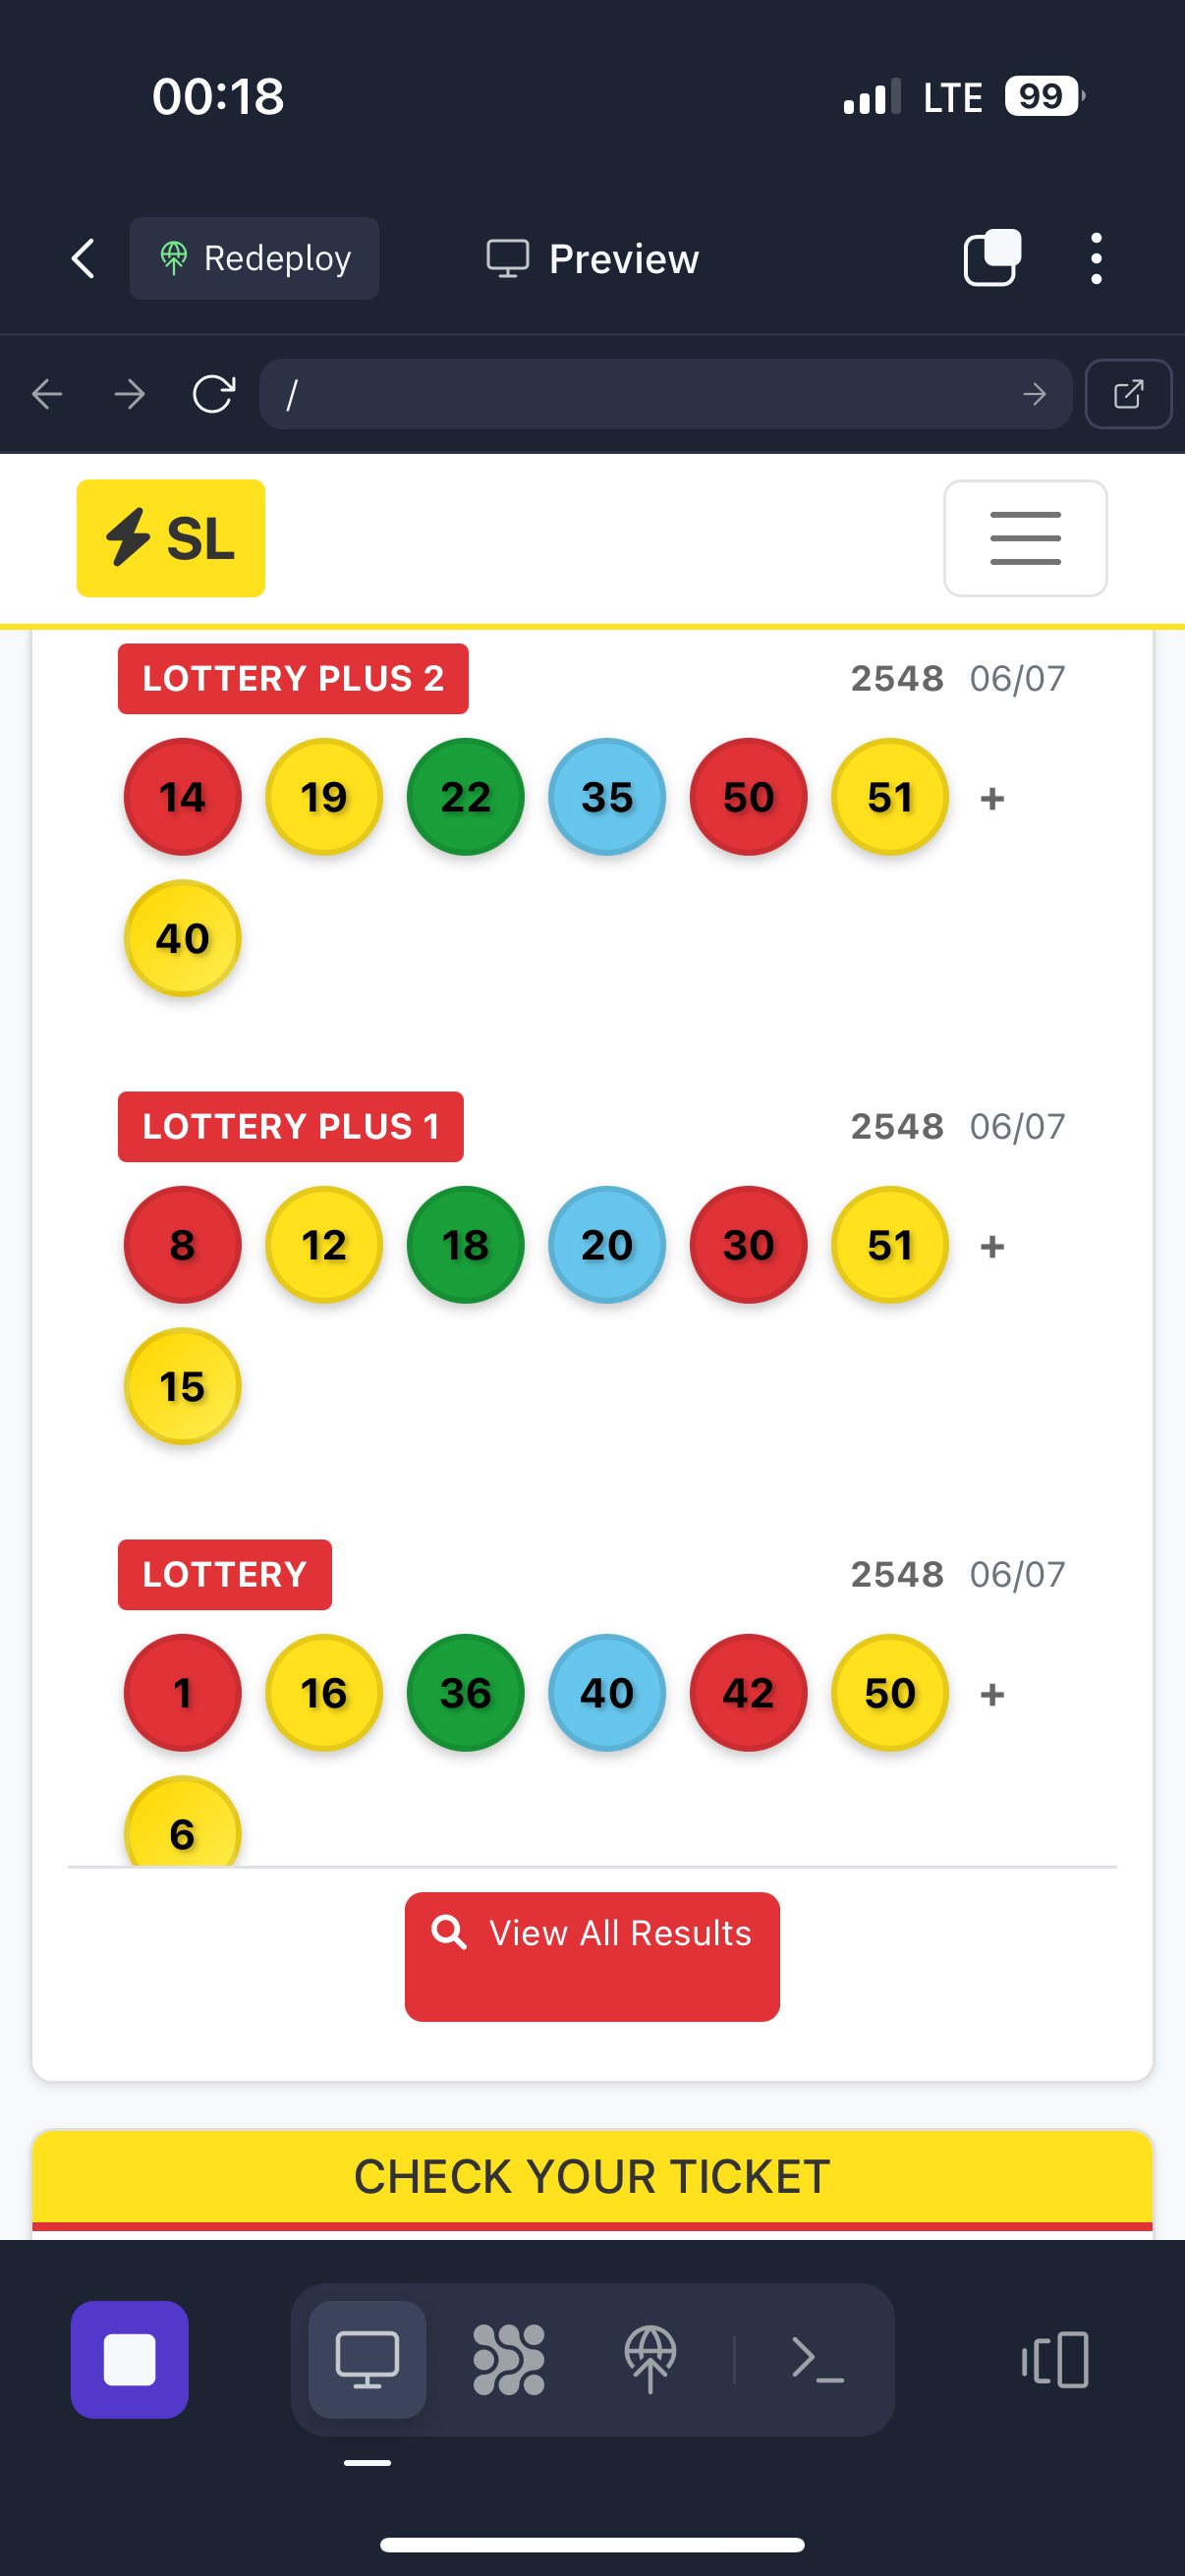 00:18 LTE 99
Redeploy Preview
/
SL
LOTTERY PLUS 2 2548 06/07
14 19 22 35 50 51 +
40
LOTTERY PLUS 1 2548 06/07
8 12 18 20 30 51 +
15
LOTTERY 2548 06/07
1 16 36 40 42 50 +
6
View All Results
CHECK YOUR TICKET